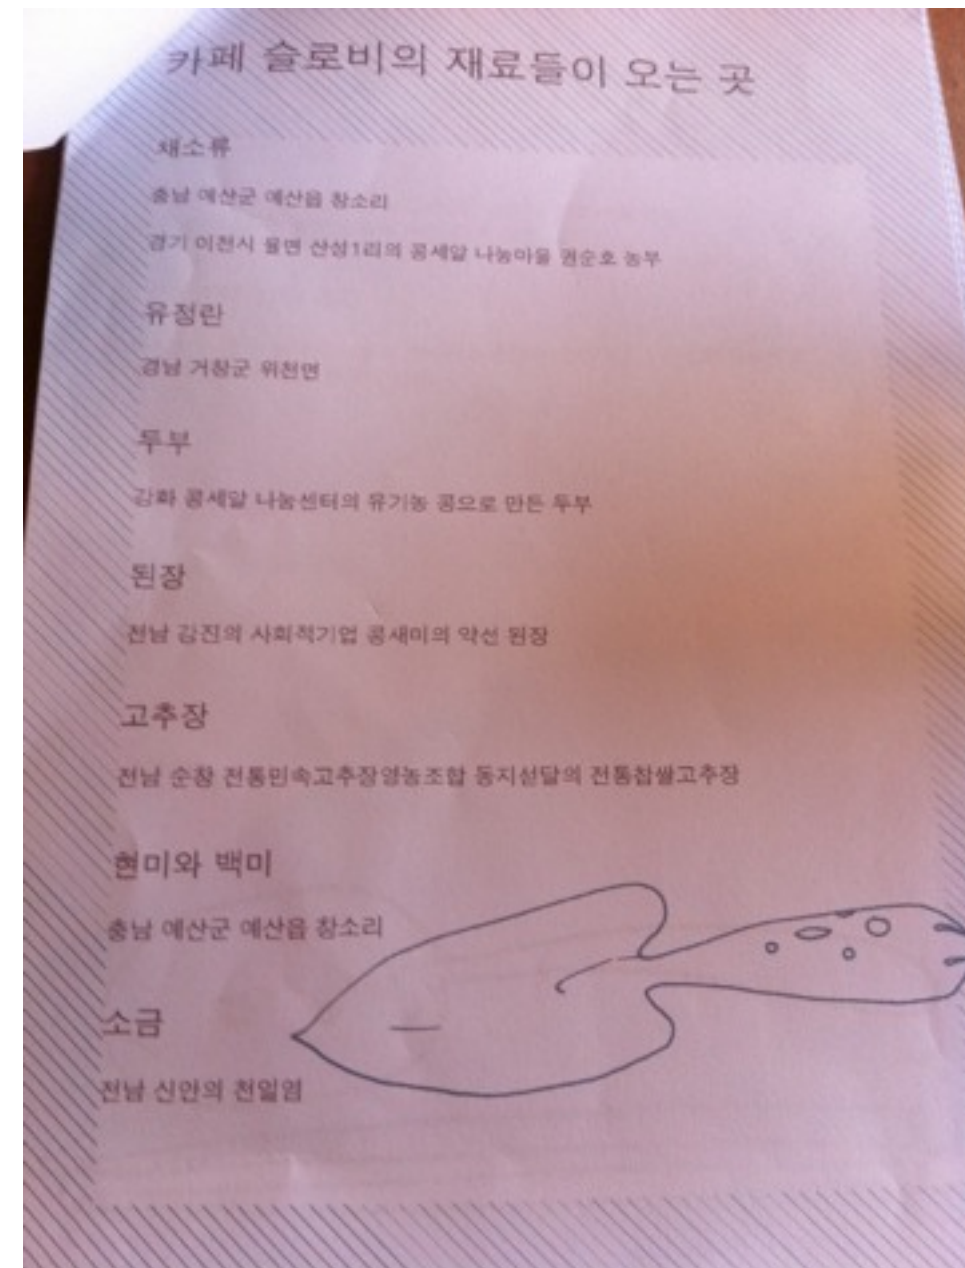 카페 슬로비의 재료들이 오는 곳
채소류
충남 예산군 예산읍 창소리
경기 이천시 율면 산성1리의 콩세알 나눔마을 권순호 농부
유정란
경남 거창군 위천면
두부
강화 콩세알 나눔센터의 유기농 콩으로 만든 두부
된장
전남 강진의 사회적기업 콩새미의 약선 된장
고추장
전남 순창 전통민속고추장영농조합 동지섣달의 전통찹쌀고추장
현미와 백미
충남 예산군 예산읍 창소리
소금
전남 신안의 천일염